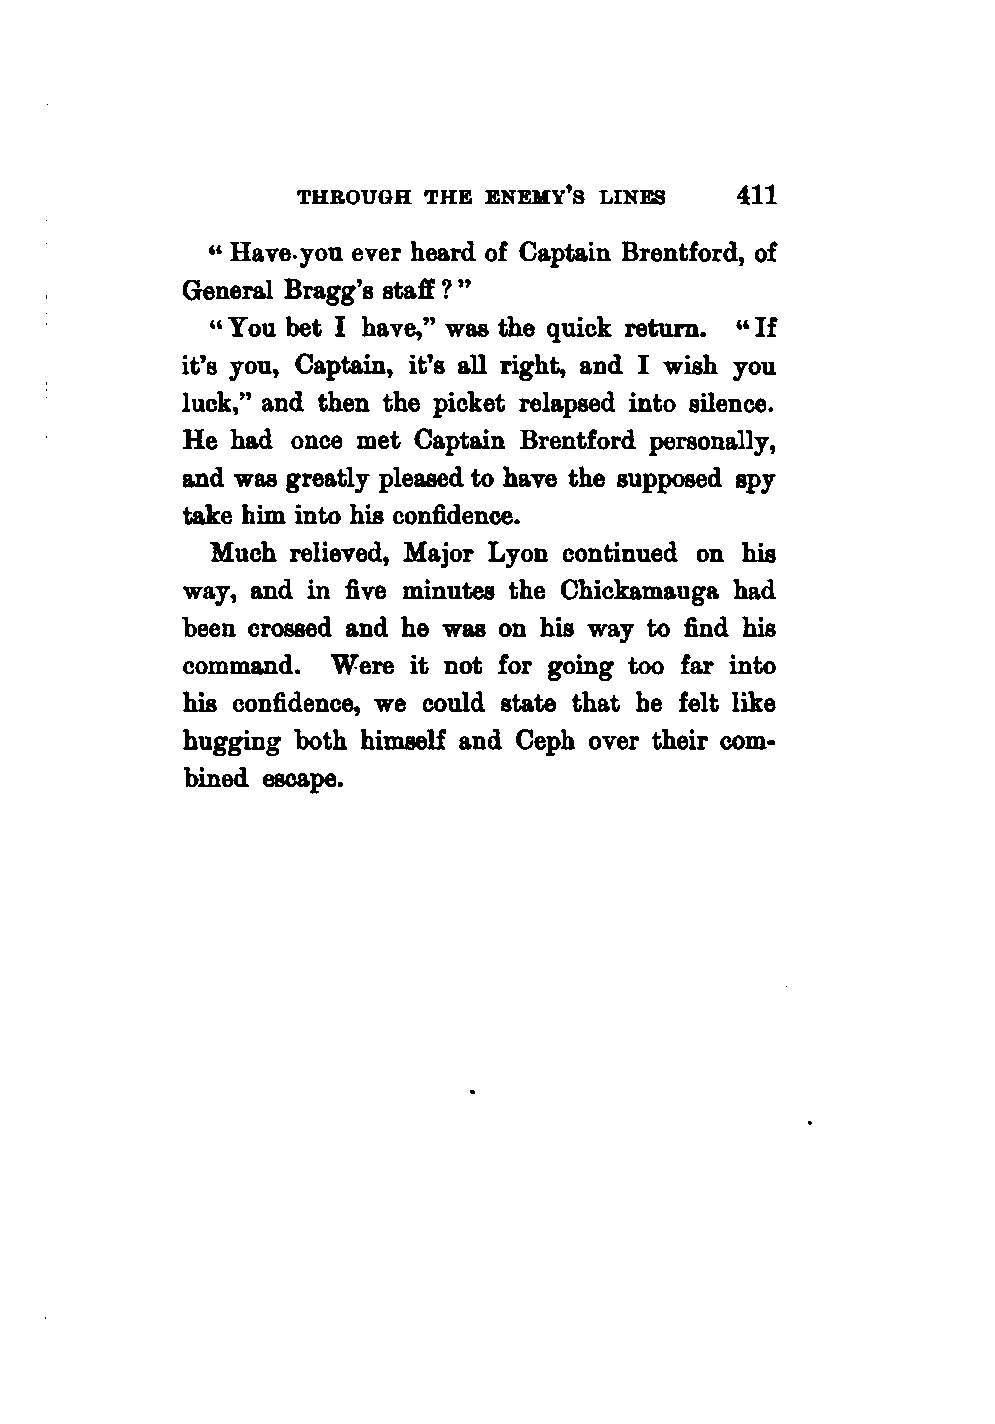 THROUGH THE ENEMY'S LINES 411
“Have you ever heard of Captain Brentford, of
General Bragg's staff?”
“You bet I have,” was the quick return. “If
it's you, Captain, it's all right, and I wish you
luck,” and then the picket relapsed into silence.
He had once met Captain Brentford personally,
and was greatly pleased to have the supposed spy
take him into his confidence.
Much relieved, Major Lyon continued on his
way, and in five minutes the Chickamauga had
been crossed and he was on his way to find his
command. Were it not for going too far into
his confidence, we could state that he felt like
hugging both himself and Ceph over their com-
bined escape.